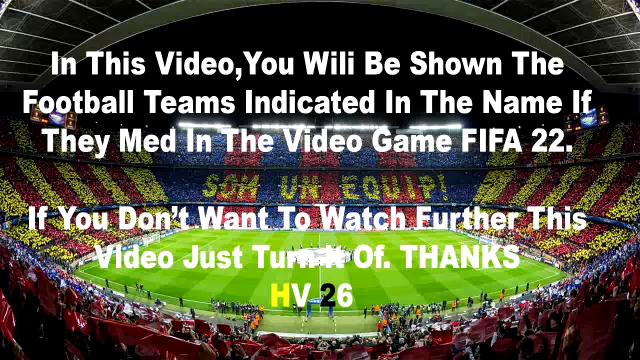 In This Video,You Wili Be Shown The
Football Teams Indicated In The Name If
They Med In The Video Game FIFA 22.
SOM UN EQUIP!
If You Don't Want To Watch Further This
Video Just Turn It Of. THANKS
HV 26